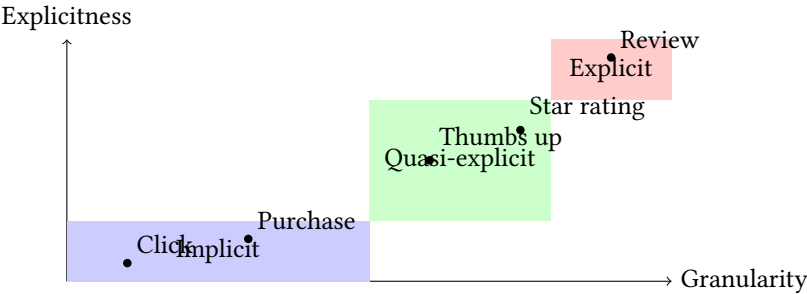 Explicitness
Review
Explicit
Star rating
Thumbs up
Quasi-explicit
Purchase
Click
Implicit
Granularity